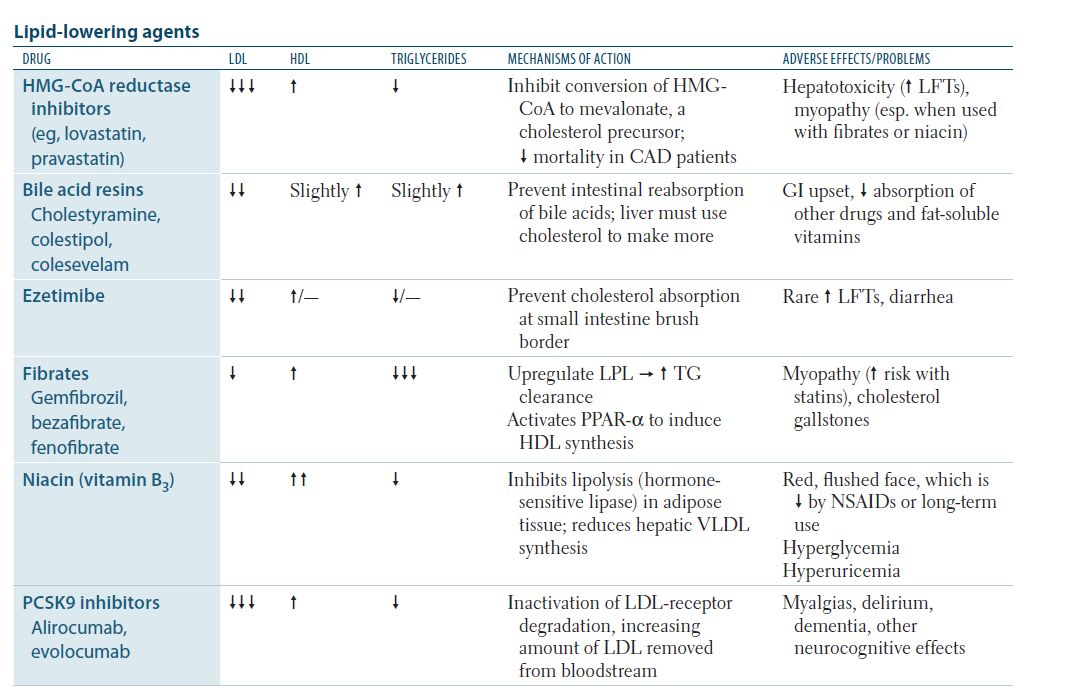 Lipid-lowering agents
DRUG LDL HDL TRIGLYCERIDES MECHANISMS OF ACTION ADVERSE EFFECTS/PROBLEMS
HMG-CoA reductase ↓↓↓ ↑ ↓ Inhibit conversion of HMG- Hepatotoxicity (↑ LFTs),
inhibitors CoA to mevalonate, a myopathy (esp. when used
(eg, lovastatin, cholesterol precursor; with fibrates or niacin)
pravastatin) ↓ mortality in CAD patients
Bile acid resins ↓↓ Slightly ↑ Slightly ↑ Prevent intestinal reabsorption GI upset, ↓ absorption of
Cholestyramine, of bile acids; liver must use other drugs and fat-soluble
colestipol, cholesterol to make more vitamins
colesevelam
Ezetimibe ↓↓ ↑/— ↓/— Prevent cholesterol absorption Rare ↑ LFTs, diarrhea
at small intestine brush
border
Fibrates ↓ ↑ ↓↓↓ Upregulate LPL → ↑ TG Myopathy (↑ risk with
Gemfibrozil, clearance statins), cholesterol
bezafibrate, Activates PPAR-α to induce gallstones
fenofibrate HDL synthesis
Niacin (vitamin B3) ↓↓ ↑↑ ↓ Inhibits lipolysis (hormone- Red, flushed face, which is
sensitive lipase) in adipose ↓ by NSAIDs or long-term
tissue; reduces hepatic VLDL use
synthesis Hyperglycemia
Hyperuricemia
PCSK9 inhibitors ↓↓↓ ↑ ↓ Inactivation of LDL-receptor Myalgias, delirium,
Alirocumab, degradation, increasing dementia, other
evolocumab amount of LDL removed neurocognitive effects
from bloodstream